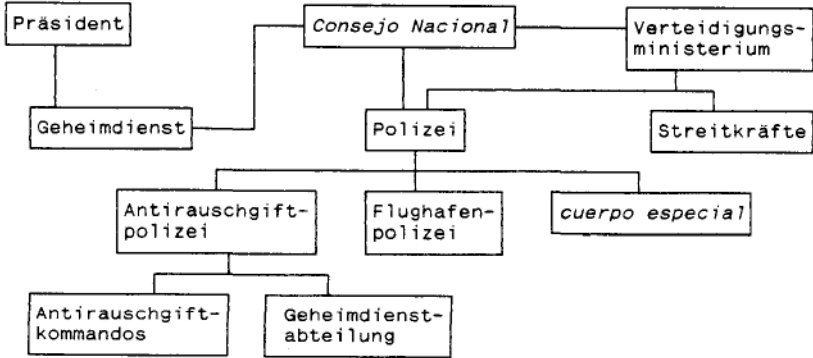 Präsident
Consejo Nacional
Verteidigungs-
ministerium
Geheimdienst
Polizei
Streitkräfte
Antirauschgift-
polizei
Flughafen-
polizei
cuerpo especial
Antirauschgift-
kommandos
Geheimdienst-
abteilung